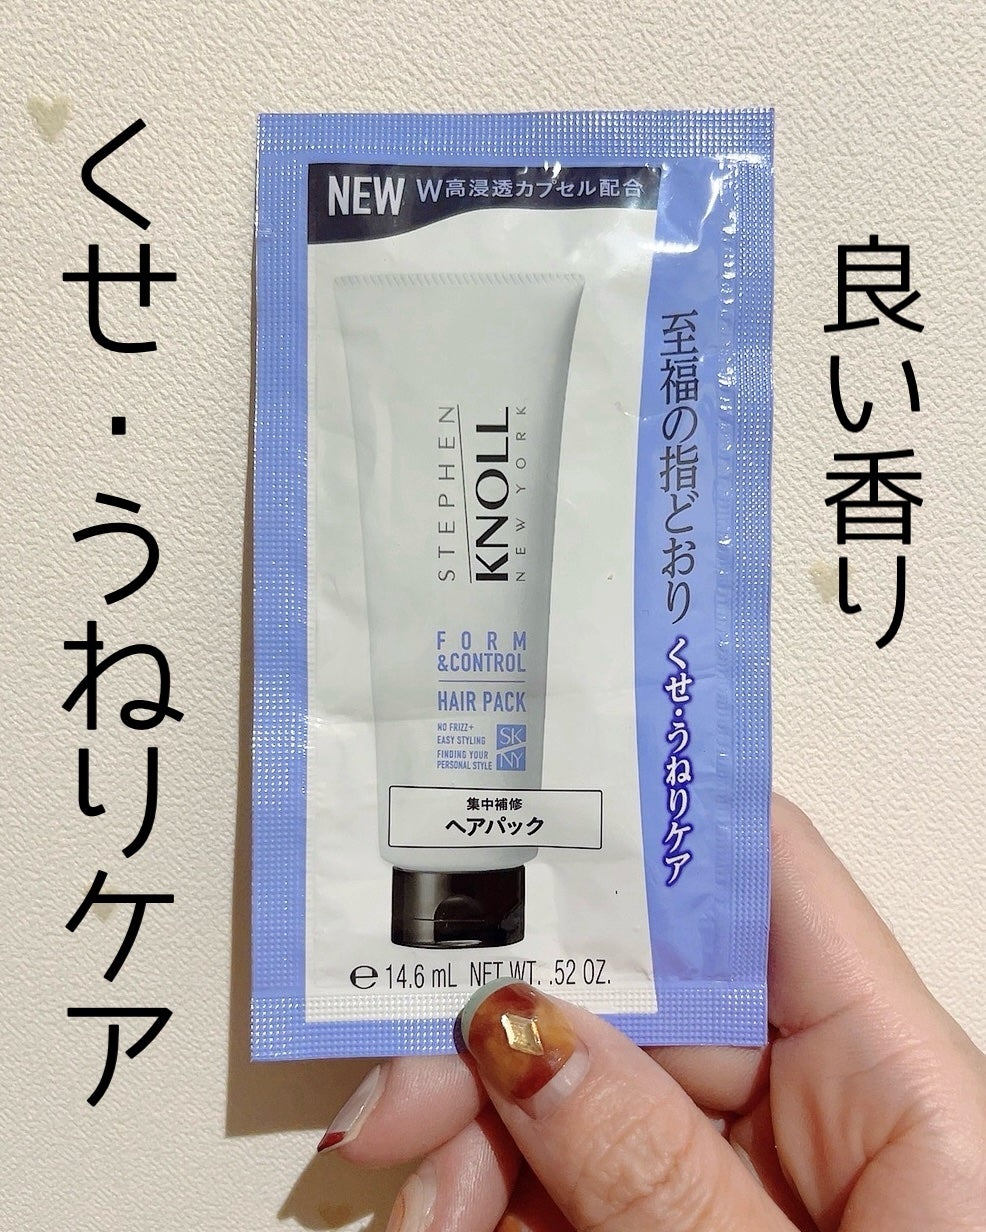 良い香り
くせ・うねりケア
NEW W高浸透カプセル配合
至福の指どおり くせ・うねりケア
STEPHEN
KNOLL
NEW YORK
FORM
&CONTROL
HAIR PACK
NO FRIZZ+
EASY STYLING
FINDING YOUR
PERSONAL STYLE
SK
NY
集中補修
ヘアパック
e 14.6 mL NET WT. .52 OZ.